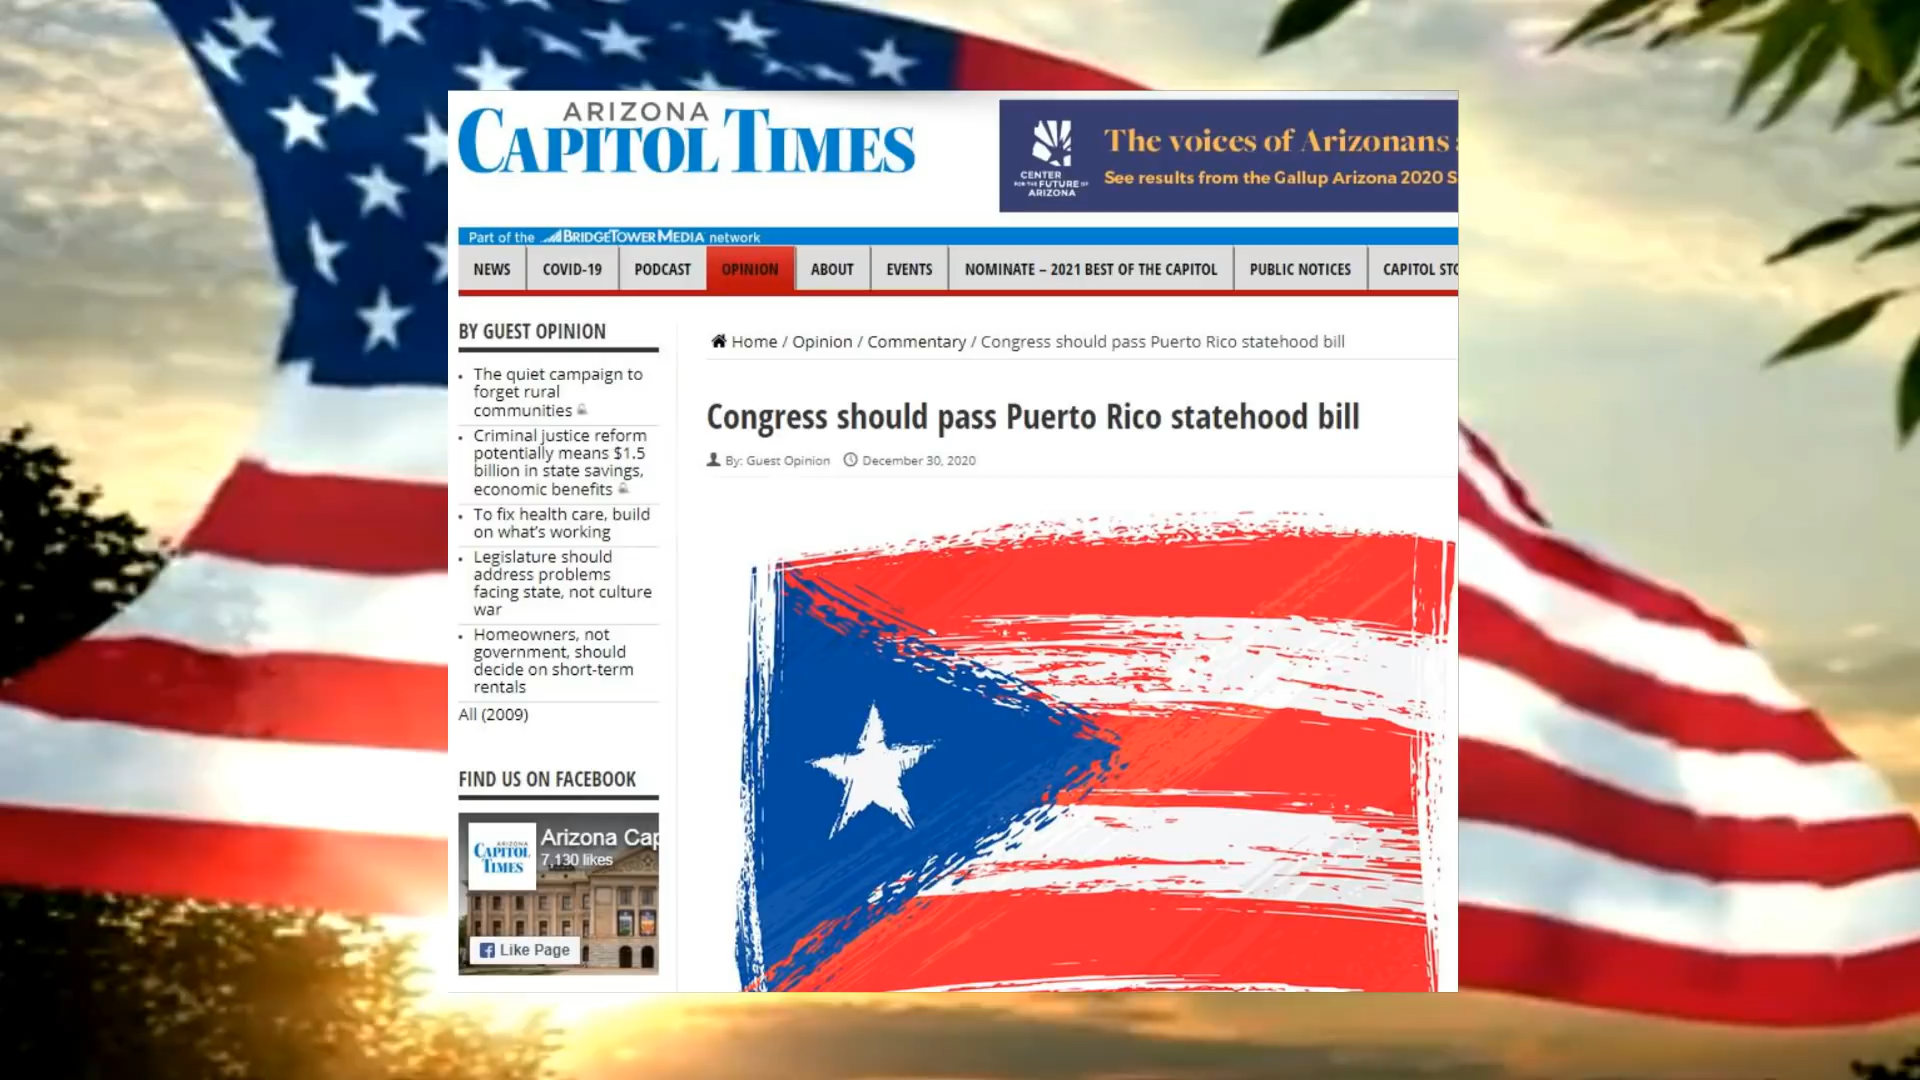 ARIZONA
CAPITOL TIMES
CENTER
FOR THE FUTURE OF
ARIZONA
The voices of Arizonans
See results from the Gallup Arizona 2020 S
Part of the BRIDGETOWER MEDIA network
NEWS COVID-19 PODCAST OPINION ABOUT EVENTS NOMINATE – 2021 BEST OF THE CAPITOL PUBLIC NOTICES CAPITOL STO
BY GUEST OPINION
The quiet campaign to
forget rural
communities
Criminal justice reform
potentially means $1.5
billion in state savings,
economic benefits
To fix health care, build
on what's working
Legislature should
address problems
facing state, not culture
war
Homeowners, not
government, should
decide on short-term
rentals
All (2009)
FIND US ON FACEBOOK
ARIZONA
CAPITOL
TIMES
Arizona Cap
7,130 likes
Like Page
Home / Opinion / Commentary / Congress should pass Puerto Rico statehood bill
Congress should pass Puerto Rico statehood bill
By: Guest Opinion December 30, 2020